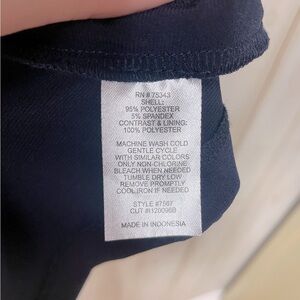 RN # 75343
SHELL:
95% POLYESTER
5% SPANDEX
CONTRAST & LINING:
100% POLYESTER
MACHINE WASH COLD
GENTLE CYCLE
WITH SIMILAR COLORS
ONLY NON-CHLORINE
BLEACH WHEN NEEDED
TUMBLE DRY LOW
REMOVE PROMPTLY
COOL IRON IF NEEDED
STYLE #7567
CUT #
MADE IN INDONESIA